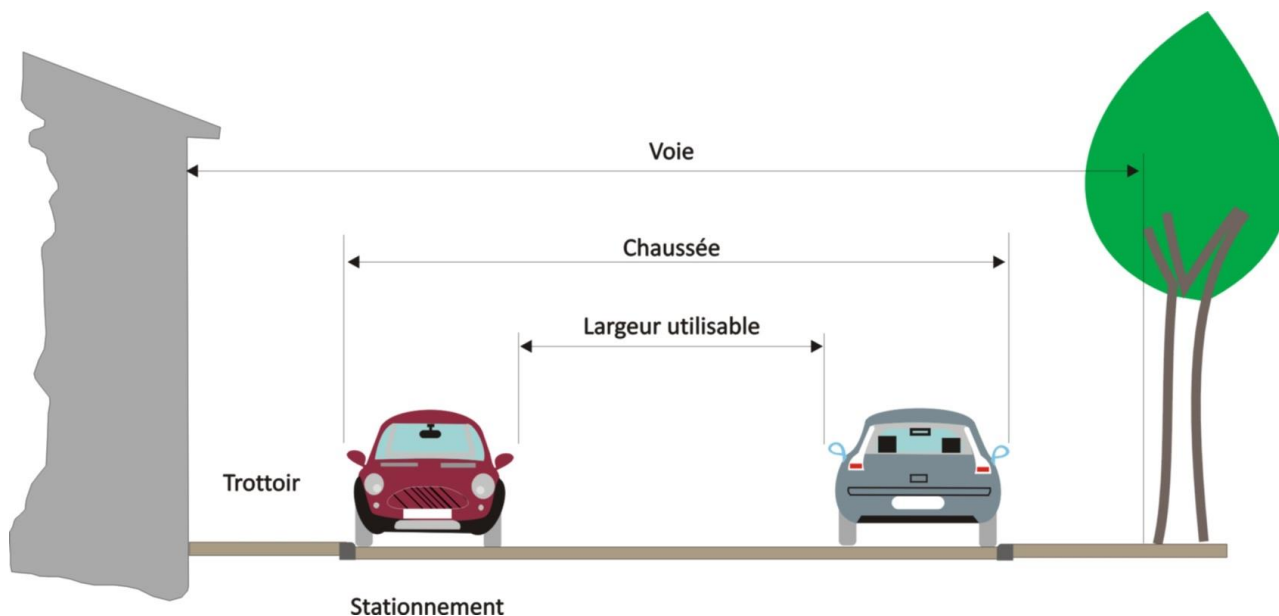 Voie
Chaussée
Largeur utilisable
Trottoir
Stationnement